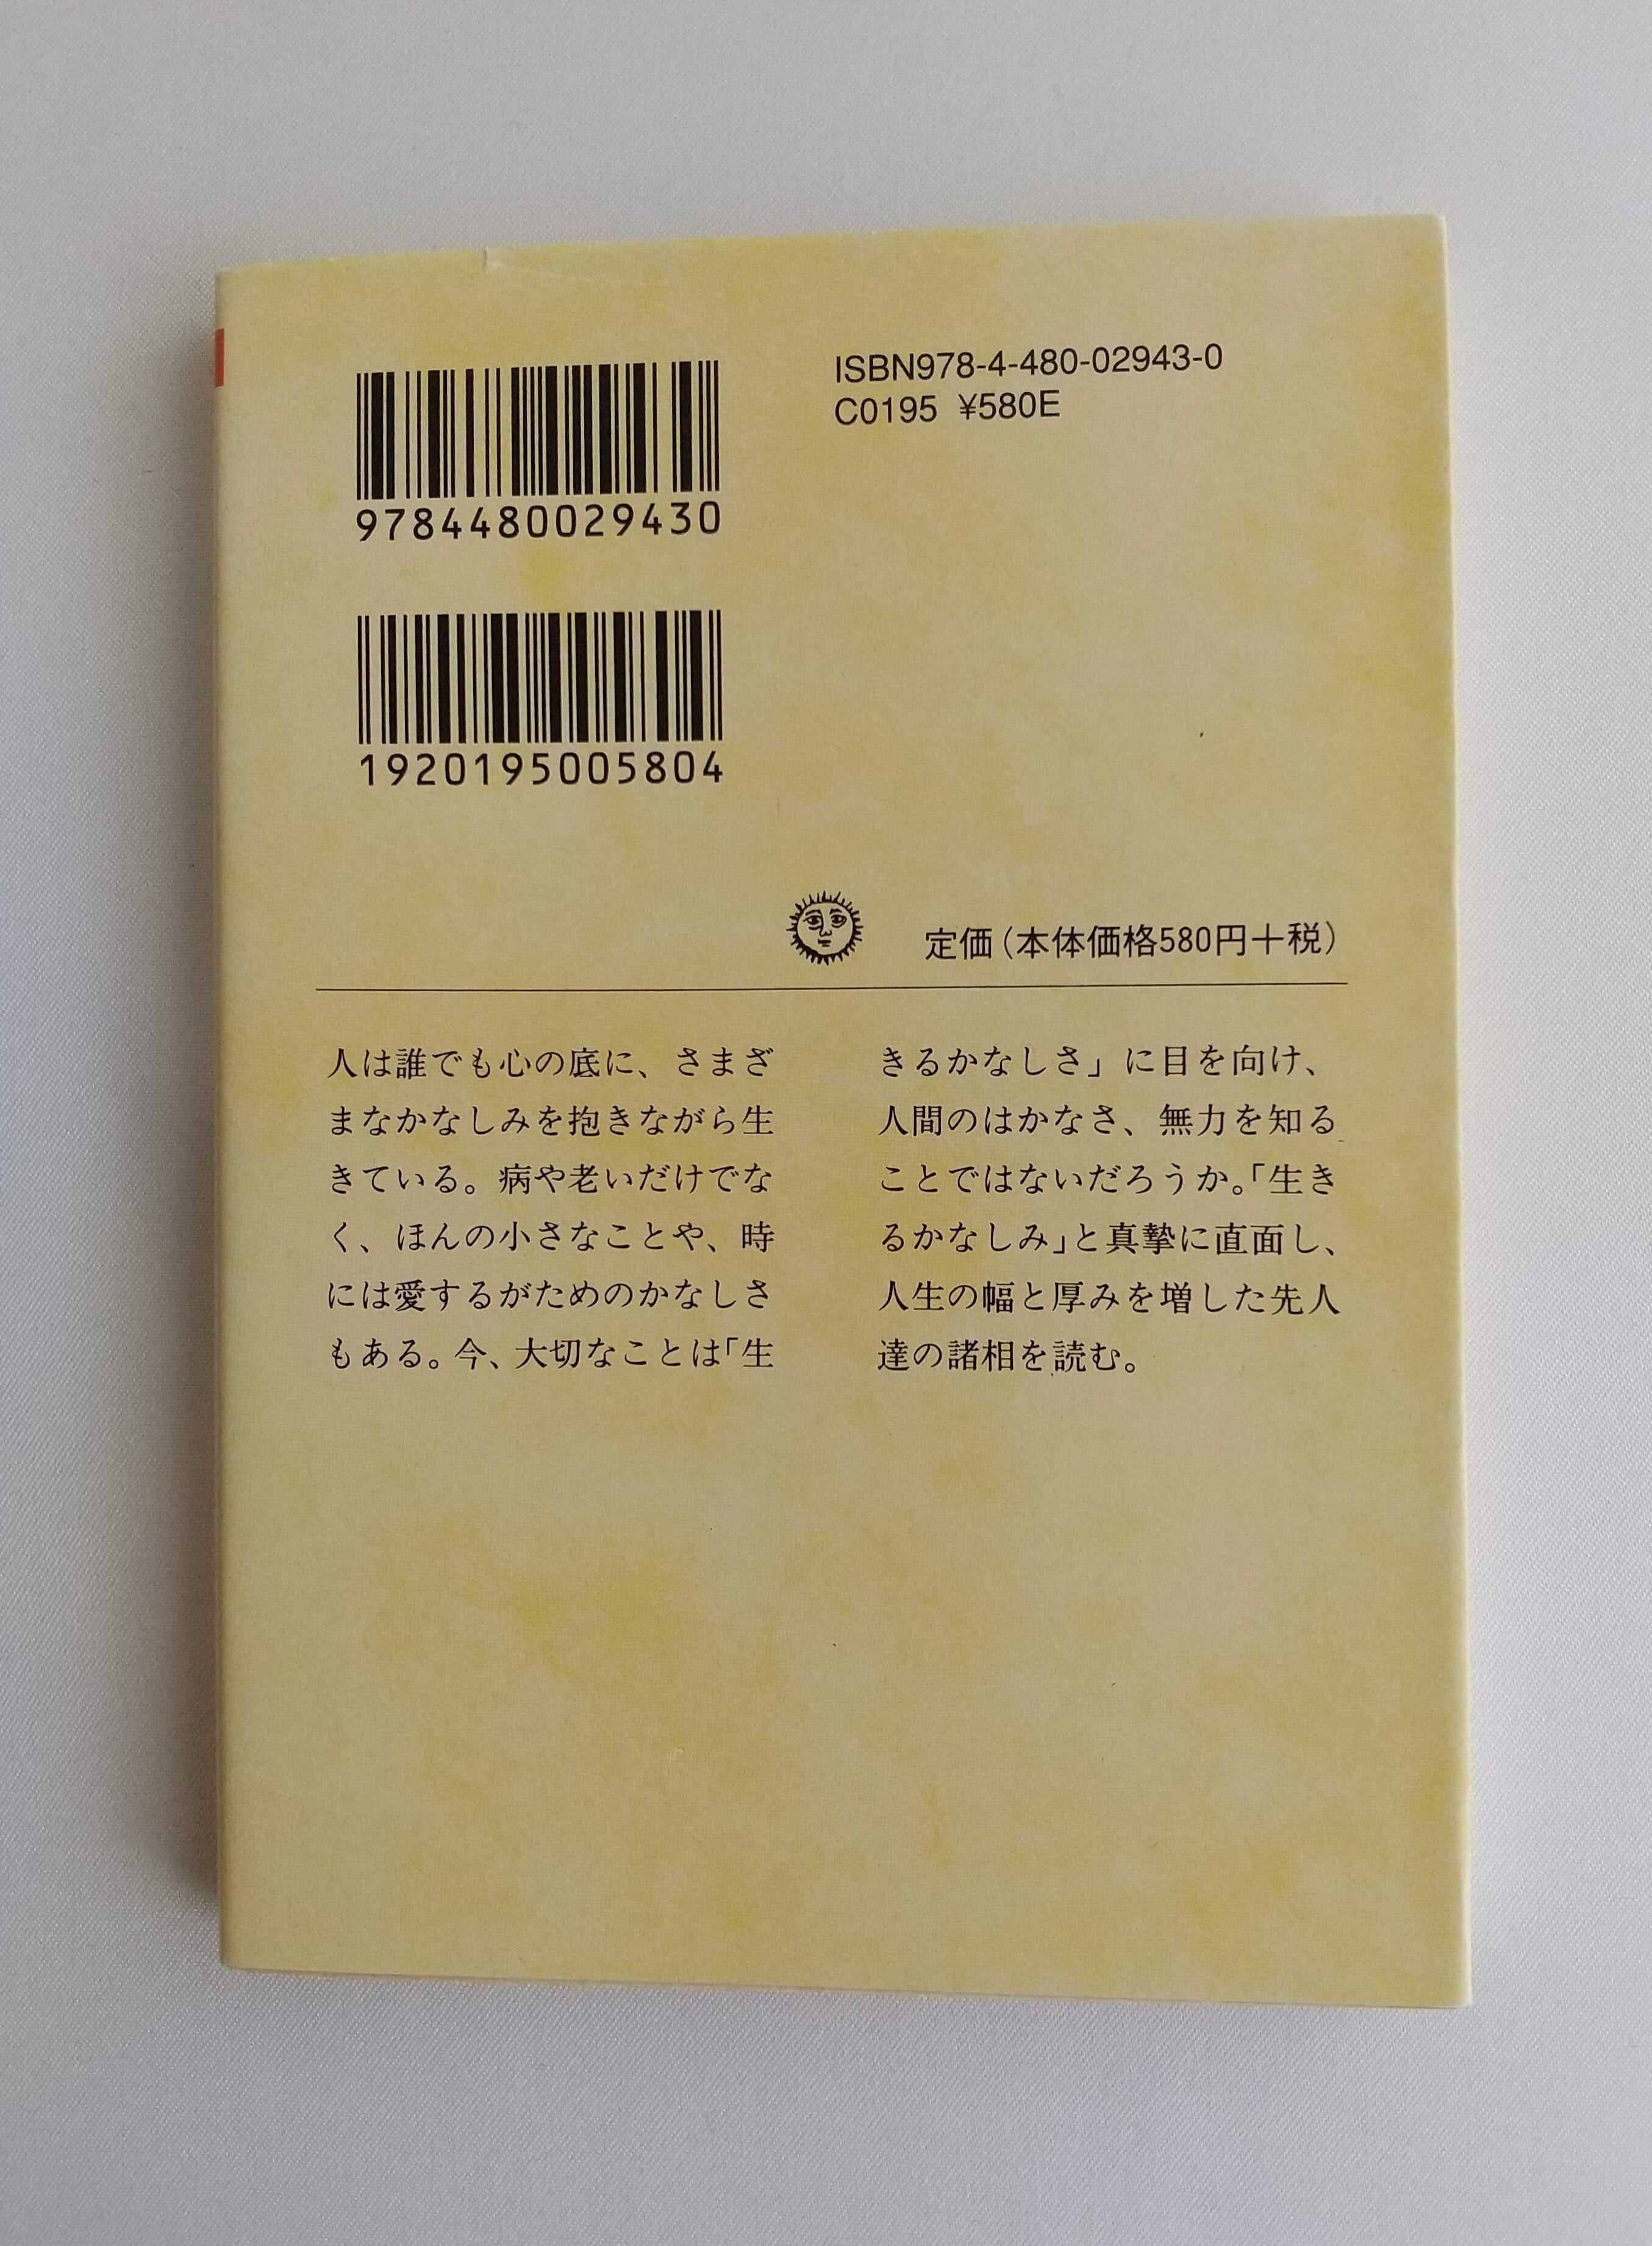 ISBN978-4-480-02943-0
C0195 ¥580E
9784480029430
1920195005804
定価(本体価格580円+税)
人は誰でも心の底に、さまざ
まなかなしみを抱きながら生
きている。病や老いだけでな
く、ほんの小さなことや、時
には愛するがためのかなしさ
もある。今、大切なことは「生
きるかなしさ」に目を向け、
人間のはかなさ、無力を知る
ことではないだろうか。「生き
るかなしみ」と真摯に直面し、
人生の幅と厚みを増した先人
達の諸相を読む。